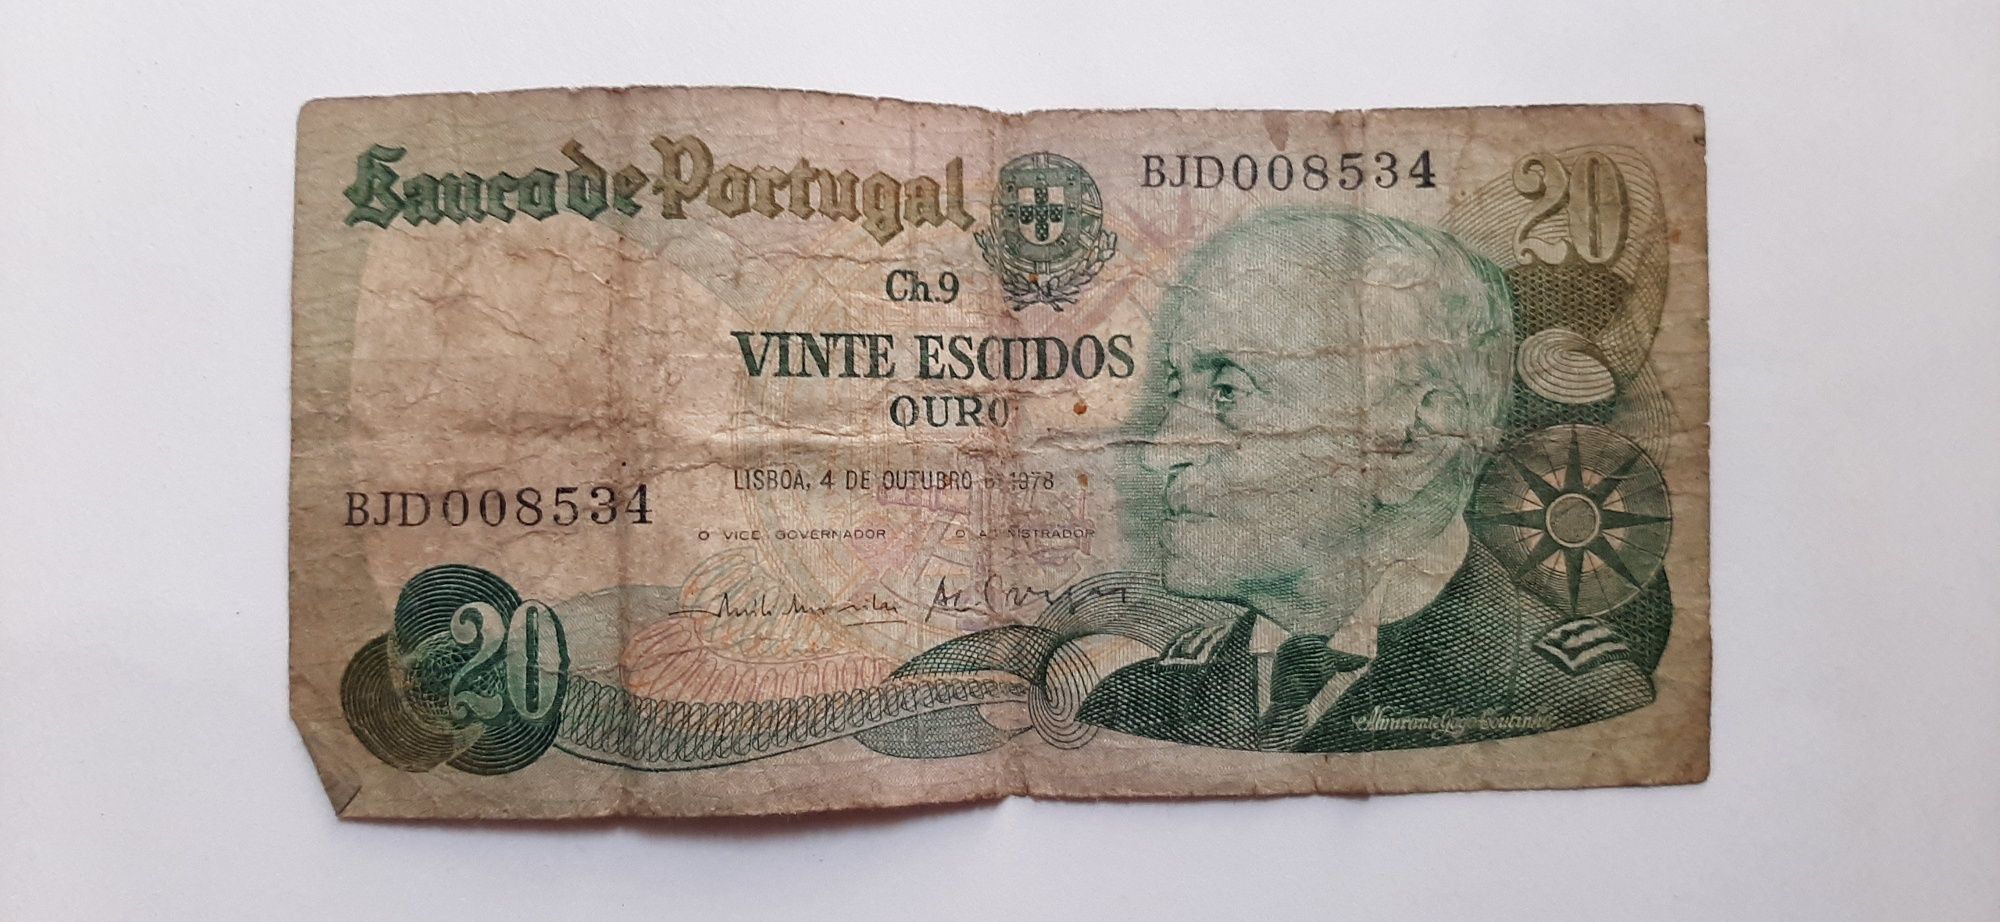 Banco de Portugal
BJD008534
20
Ch.9
VINTE ESCUDOS
OURO
LISBOA, 4 DE OUTUBRO DE 1978
BJD008534
O VICE GOVERNADOR O ADMINISTRADOR
20
Almirante Gago Coutinho